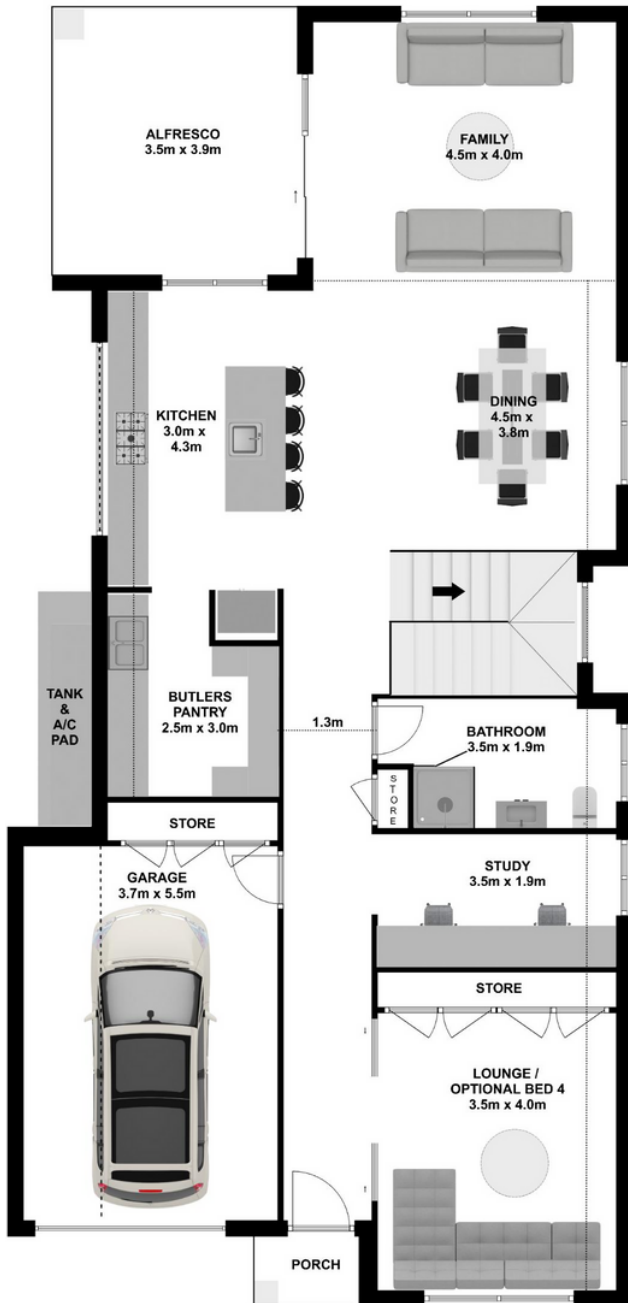 ALFRESCO
3.5m x 3.9m
FAMILY
4.5m x 4.0m
KITCHEN
3.0m x
4.3m
DINING
4.5m x
3.8m
TANK
&
A/C
PAD
BUTLERS
PANTRY
2.5m x 3.0m
1.3m
BATHROOM
3.5m x 1.9m
STORE
STORE
GARAGE
3.7m x 5.5m
STUDY
3.5m x 1.9m
STORE
LOUNGE /
OPTIONAL BED 4
3.5m x 4.0m
PORCH